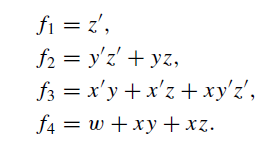 f₁ = z′,
f₂ = y′z′ + yz,
f₃ = x′y + x′z + xy′z′,
f₄ = w + xy + xz.